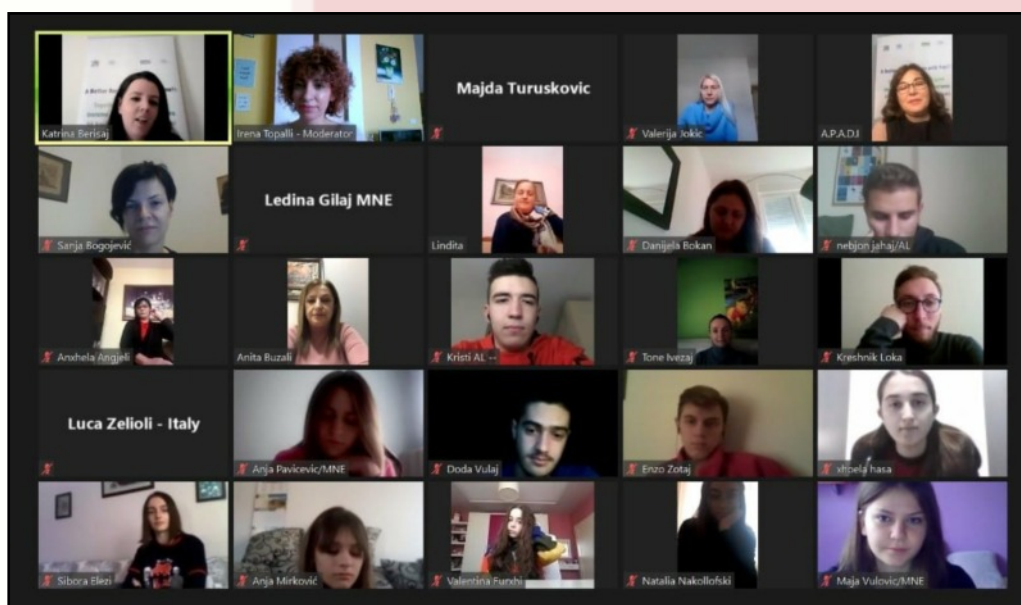 Katrina Berisaj
Irena Topalli - Moderator
Majda Turuskovic
Valerija Jokic
A.P.A.D.I
Sanja Bogojević
Ledina Gilaj MNE
Lindita
Danijela Bokan
nebjon jahaj/AL
Anxhela Angjeli
Anita Buzali
Kristi AL --
Tone Ivezaj
Kreshnik Loka
Luca Zelioli - Italy
Anja Pavicevic/MNE
Doda Vulaj
Enzo Zotaj
xhoela hasa
Sibora Elezi
Anja Mirković
Valentina Furxhi
Natalia Nakollofski
Maja Vulovic/MNE